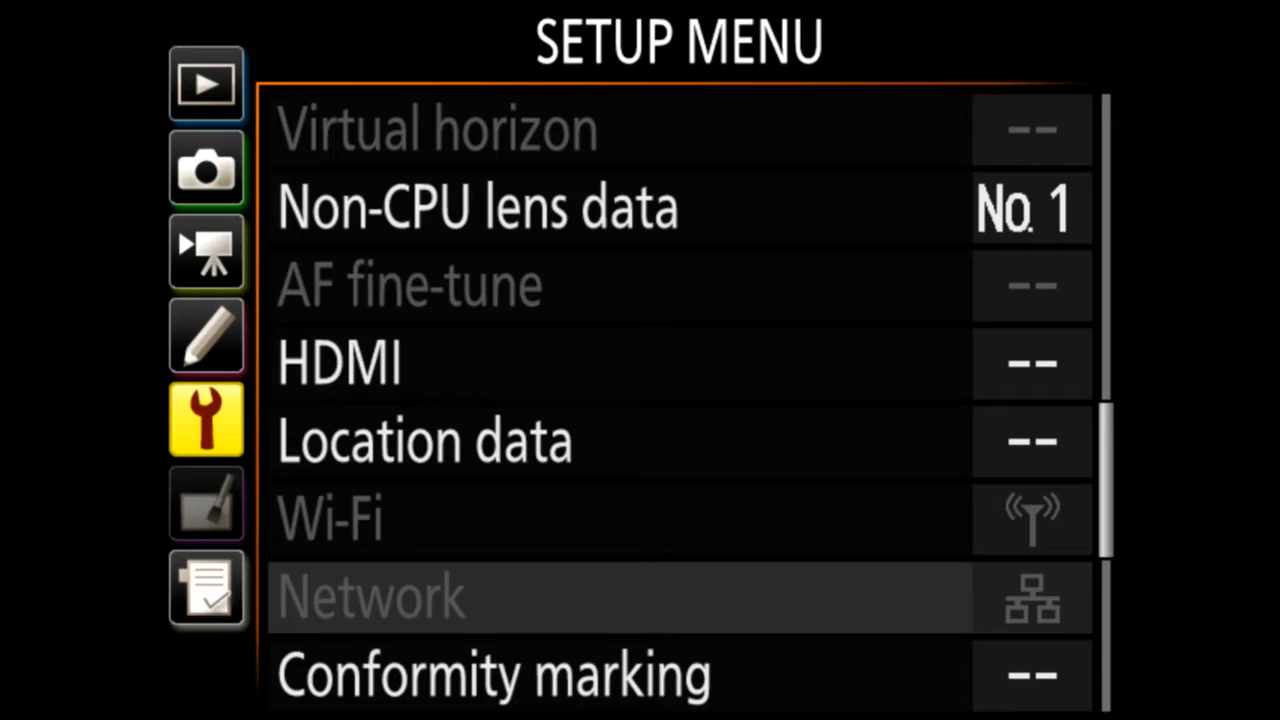 SETUP MENU
Virtual horizon --
Non-CPU lens data No. 1
AF fine-tune --
HDMI --
Location data --
Wi-Fi
Network
Conformity marking --